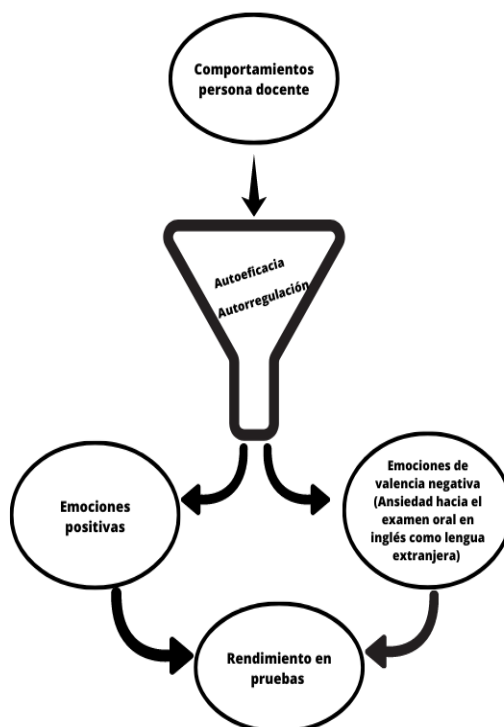 Comportamientos
persona docente
Autoeficacia
Autorregulación
Emociones
positivas
Emociones de
valencia negativa
(Ansiedad hacia el
examen oral en
inglés como lengua
extranjera)
Rendimiento en
pruebas